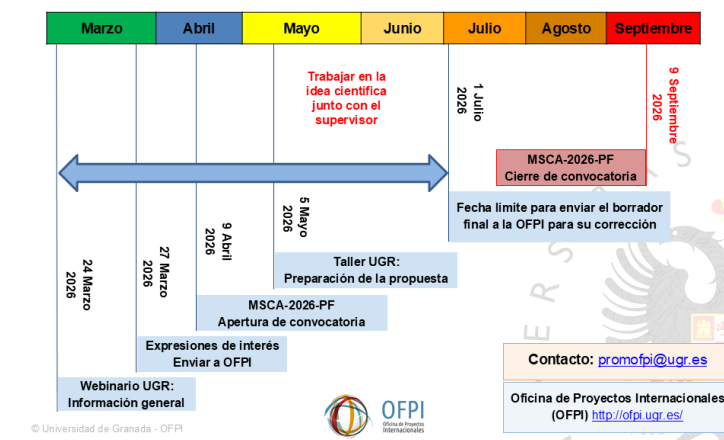 Marzo
Abril
Mayo
Junio
Julio
Agosto
Septiembre
Trabajar en la
idea científica
junto con el
supervisor
1 Julio
2026
9 Septiembre
2026
MSCA-2026-PF
Cierre de convocatoria
Fecha límite para enviar el borrador
final a la OFPI para su corrección
5 Mayo
2026
9 Abril
2026
27 Marzo
2026
24 Marzo
2026
Taller UGR:
Preparación de la propuesta
MSCA-2026-PF
Apertura de convocatoria
Expresiones de interés
Enviar a OFPI
Webinario UGR:
Información general
Contacto: promofpi@ugr.es
Oficina de Proyectos Internacionales
(OFPI) http://ofpi.ugr.es/
OFPI
Oficina de Proyectos
Internacionales
© Universidad de Granada - OFPI